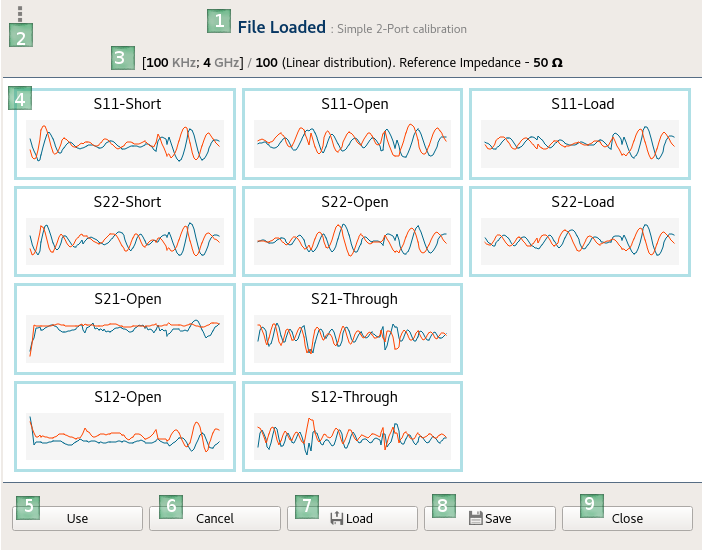 1 File Loaded : Simple 2-Port calibration
2
3 [100 KHz; 4 GHz] / 100 (Linear distribution). Reference Impedance - 50 Ω
4
S11-Short S11-Open S11-Load
S22-Short S22-Open S22-Load
S21-Open S21-Through
S12-Open S12-Through
5 6 7 8 9
Use Cancel Load Save Close